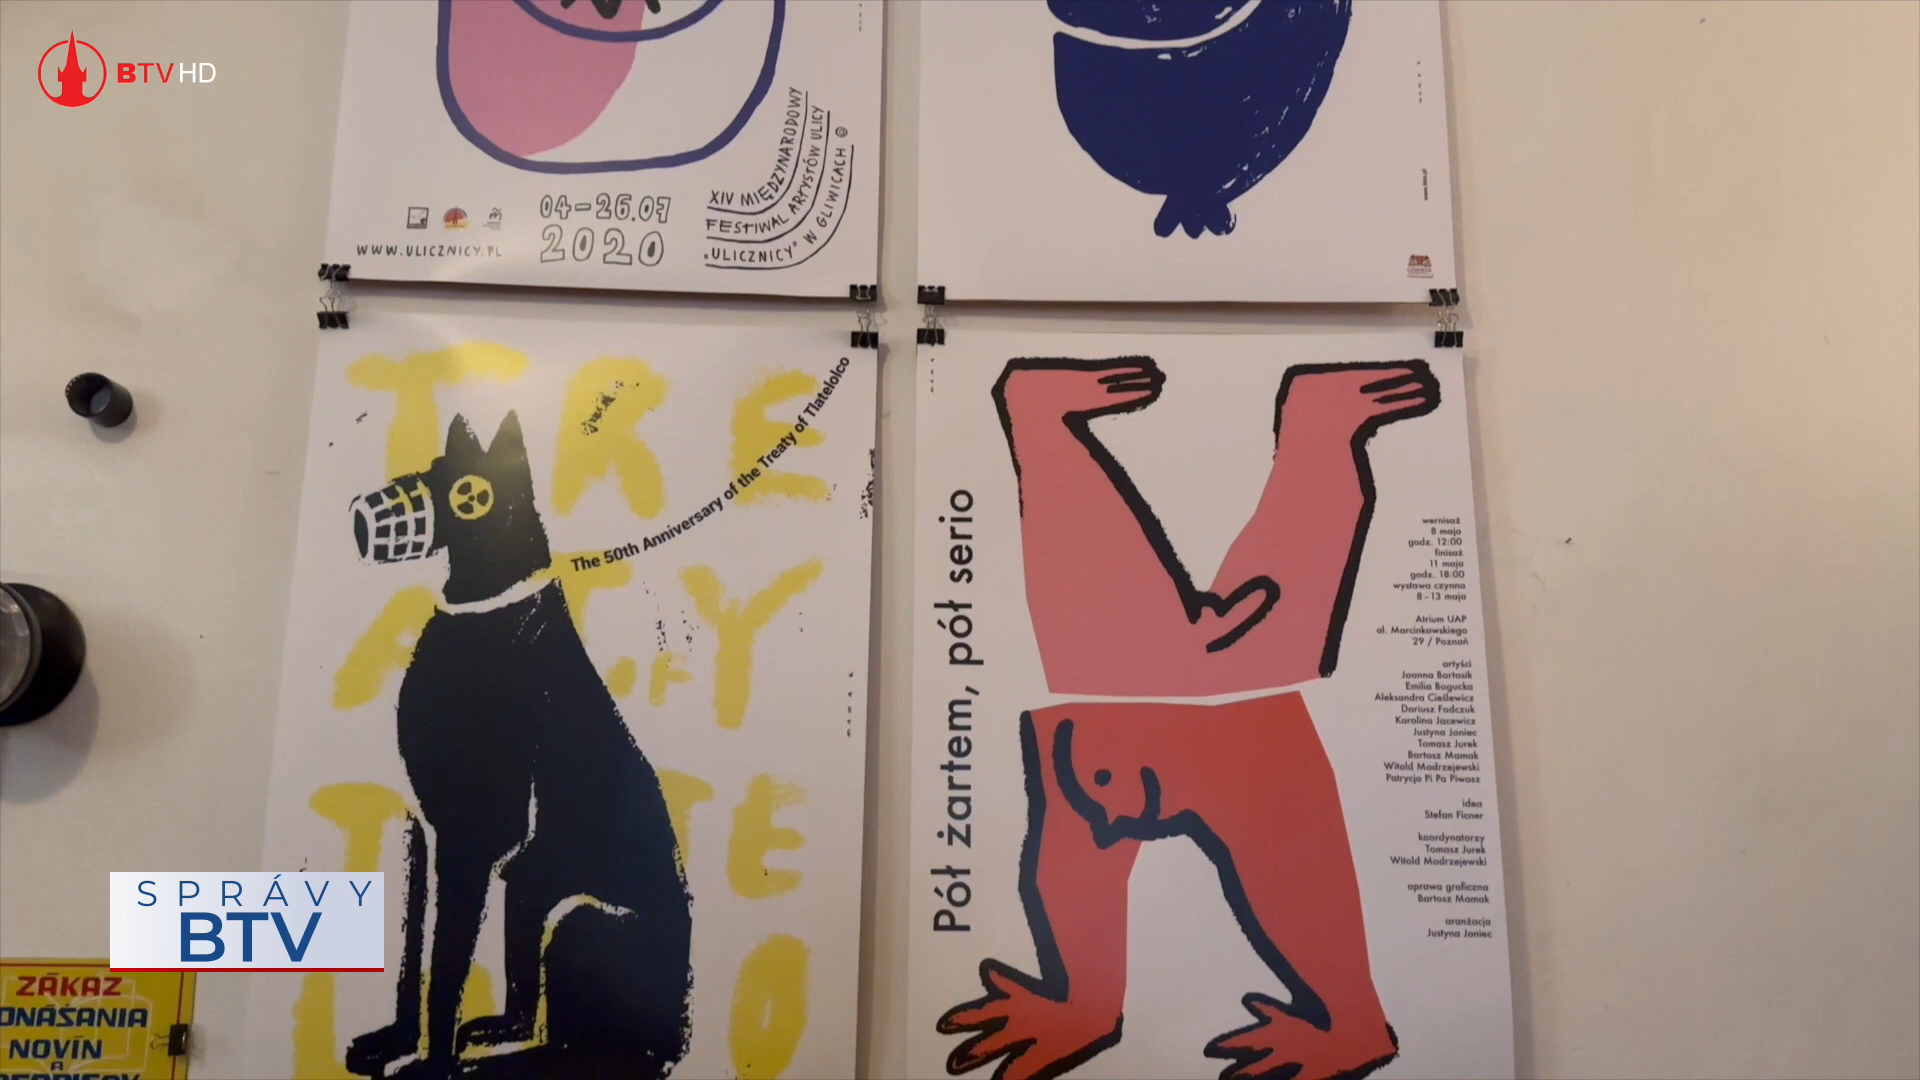 BTV HD
XIV MIĘDZYNARODOWY
FESTIWAL ARTYSTÓW ULICY
„ULICZNICY” W GLIWICACH
04-26.07
2020
WWW.ULICZNICY.PL
TREATY OF
The 50th Anniversary of the Treaty of Tlatelolco
MAMAK
Pół żartem, pół serio
wernisaż
8 maja
godz. 12:00
finisaż
11 maja
godz. 18:00
wystawa czynna
8–13 maja
Atrium UAP
al. Marcinkowskiego
29 / Poznań
artyści
Joanna Bartosik
Emilia Bogucka
Aleksandra Cieślewicz
Dariusz Fodczuk
Karolina Jacewicz
Justyna Joniec
Tomasz Jurek
Bartosz Mamak
Witold Modrzejewski
Patrycja Pi Pa Piwosz
idea
Stefan Ficner
koordynatorzy
Tomasz Jurek
Witold Modrzejewski
oprawa graficzna
Bartosz Mamak
aranżacja
Justyna Joniec
SPRÁVY
BTV
ZÁKAZ
ONÁŠANIA
NOVÍN
A